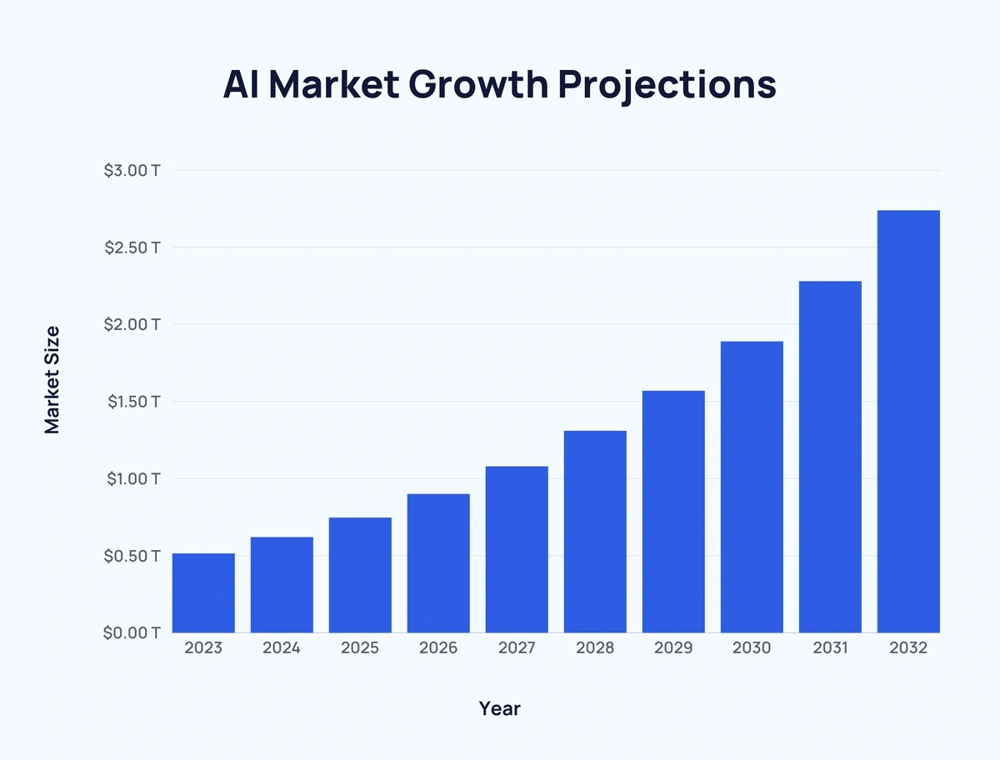 AI Market Growth Projections
$3.00 T
$2.50 T
$2.00 T
$1.50 T
$1.00 T
$0.50 T
$0.00 T
Market Size
2023 2024 2025 2026 2027 2028 2029 2030 2031 2032
Year